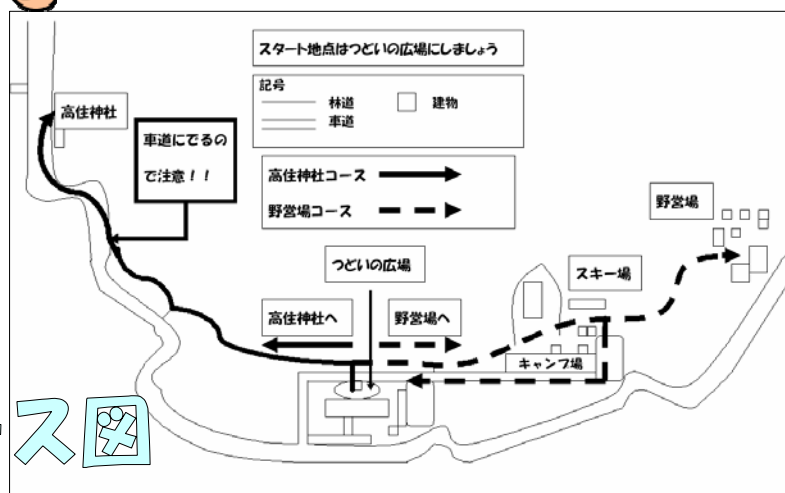 スタート地点はつどいの広場にしましょう
記号
林道
建物
車道
高住神社
車道にでるの
で注意！！
高住神社コース
野営場コース
野営場
つどいの広場
スキー場
高住神社へ
野営場へ
キャンプ場
ス図